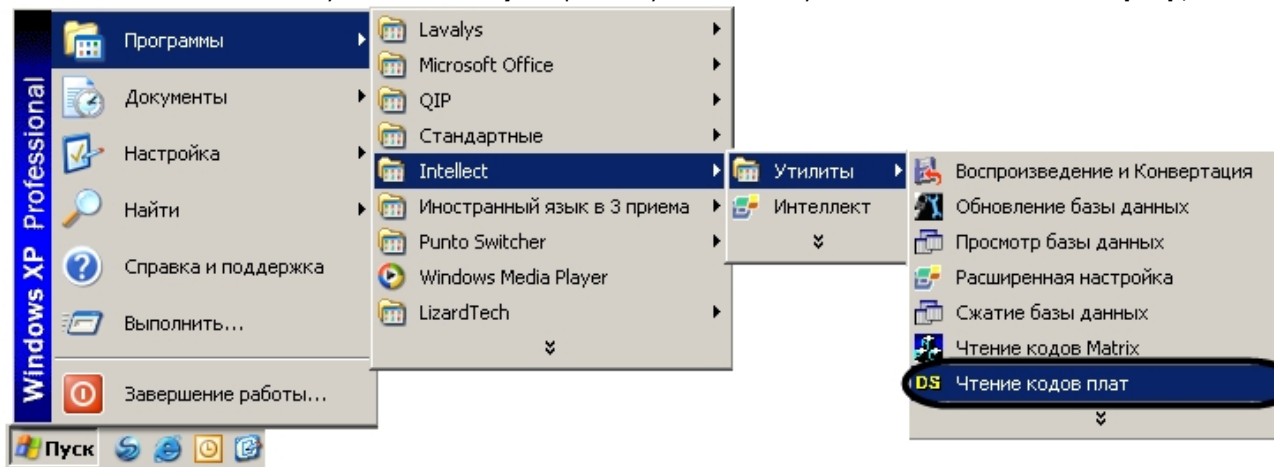 Windows XP Professional
Программы
Документы
Настройка
Найти
Справка и поддержка
Выполнить...
Завершение работы...
Пуск
Lavalys
Microsoft Office
QIP
Стандартные
Intellect
Иностранный язык в 3 приема
Punto Switcher
Windows Media Player
LizardTech
Утилиты
Интеллект
Воспроизведение и Конвертация
Обновление базы данных
Просмотр базы данных
Расширенная настройка
Сжатие базы данных
Чтение кодов Matrix
DS Чтение кодов плат